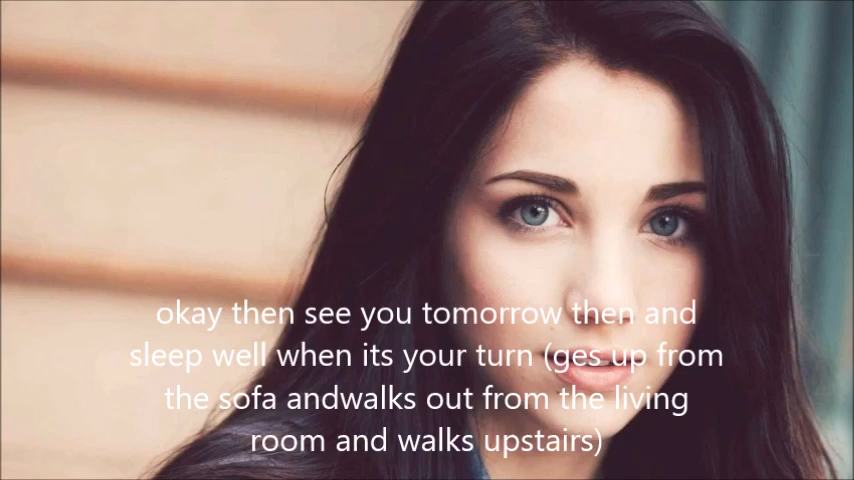 okay then see you tomorrow then and
sleep well when its your turn (ges up from
the sofa andwalks out from the living
room and walks upstairs)